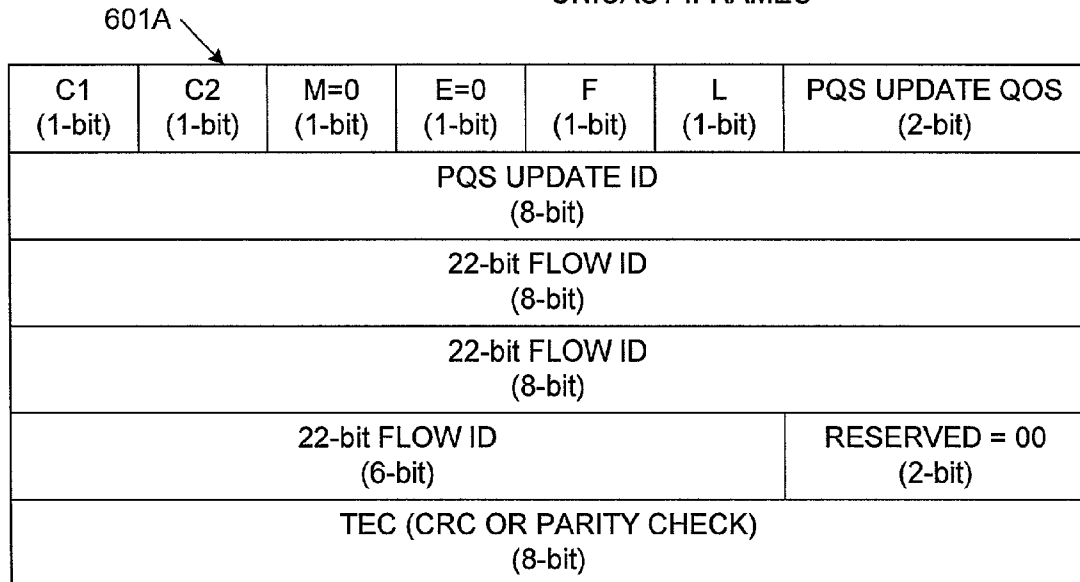 601A
C1 C2 M=0 E=0 F L PQS UPDATE QOS
(1-bit) (1-bit) (1-bit) (1-bit) (1-bit) (1-bit) (2-bit)
PQS UPDATE ID
(8-bit)
22-bit FLOW ID
(8-bit)
22-bit FLOW ID
(8-bit)
22-bit FLOW ID RESERVED = 00
(6-bit) (2-bit)
TEC (CRC OR PARITY CHECK)
(8-bit)